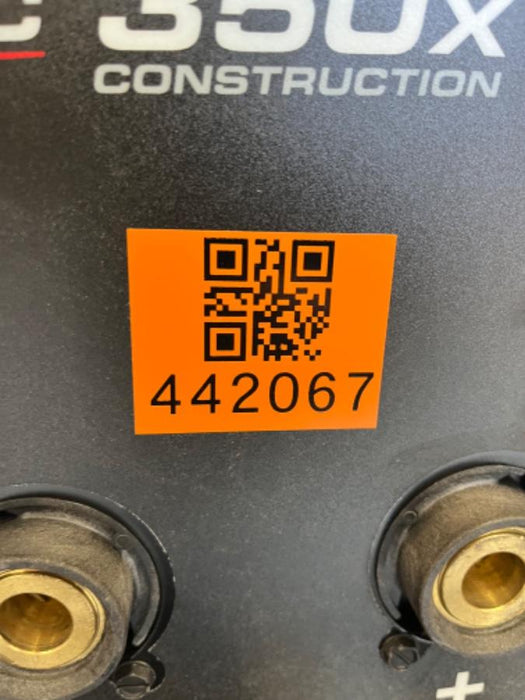 350X
CONSTRUCTION
442067
+